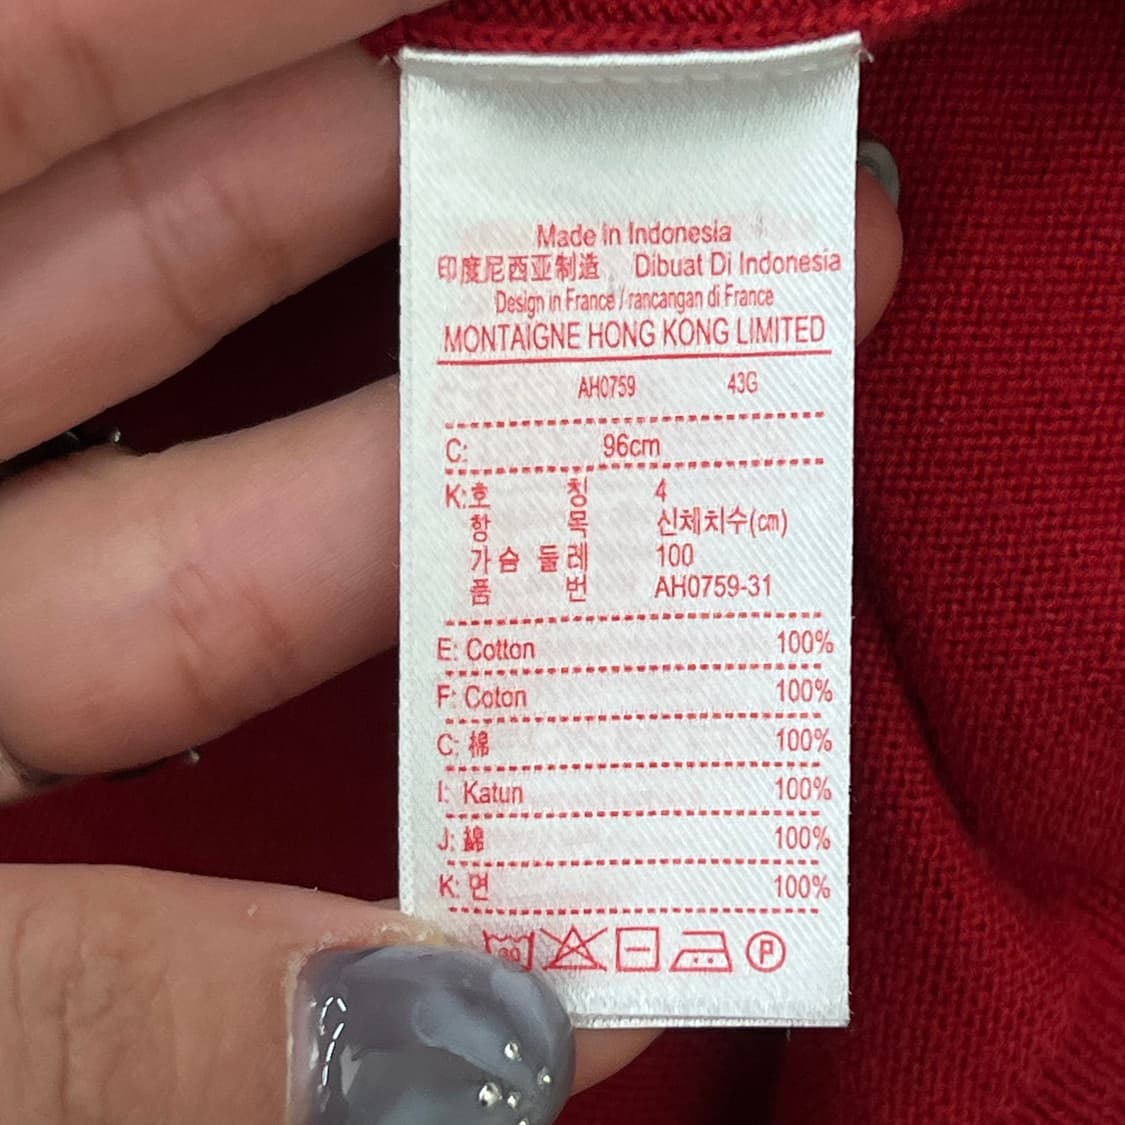 Made In Indonesia
印度尼西亚制造 Dibuat Di Indonesia
Design in France / rancangan di France
MONTAIGNE HONG KONG LIMITED
AH0759 43G
C: 96cm
K:호 칭 4
항 목 신체치수(cm)
가슴 둘레 100
품 번 AH0759-31
E: Cotton 100%
F: Coton 100%
C: 棉 100%
I: Katun 100%
J: 綿 100%
K: 면 100%
30 P